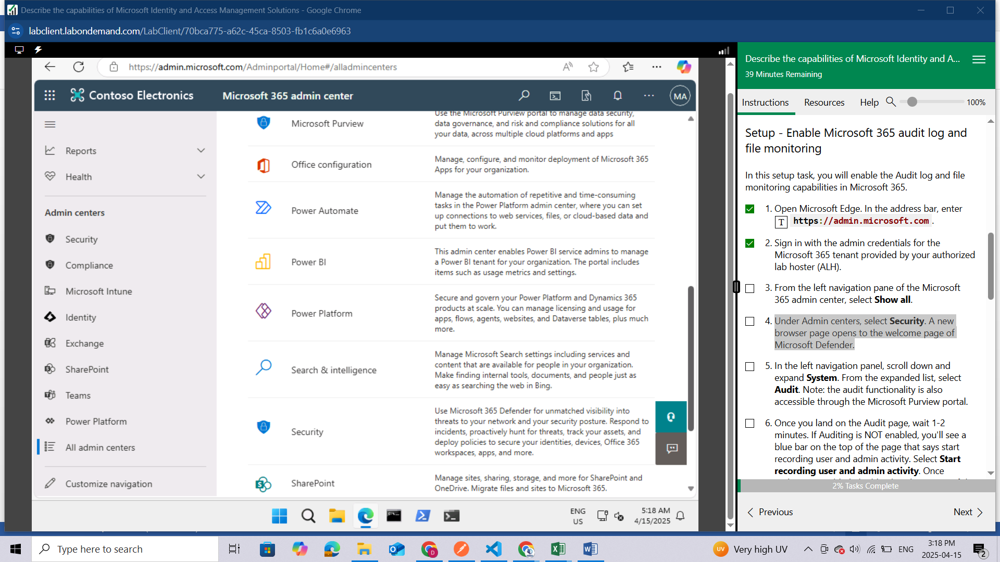 Describe the capabilities of Microsoft Identity and Access Management Solutions - Google Chrome
labclient.labondemand.com/LabClient/70bca775-a62c-45ca-8503-fb1c6a0e6963
https://admin.microsoft.com/Adminportal/Home#/alladmincenters
Contoso Electronics
Microsoft 365 admin center
MA
Reports
Health
Admin centers
Security
Compliance
Microsoft Intune
Identity
Exchange
SharePoint
Teams
Power Platform
All admin centers
Customize navigation
Microsoft Purview
Use the Microsoft Purview portal to manage data security,
data governance, and risk and compliance solutions for all
your data, across multiple cloud platforms and apps
Office configuration
Manage, configure, and monitor deployment of Microsoft 365
Apps for your organization.
Power Automate
Manage the automation of repetitive and time-consuming
tasks in the Power Platform admin center, where you can set
up connections to web services, files, or cloud-based data and
put them to work.
Power BI
This admin center enables Power BI service admins to manage
a Power BI tenant for your organization. The portal includes
items such as usage metrics and settings.
Power Platform
Secure and govern your Power Platform and Dynamics 365
products at scale. You can manage licensing and usage for
apps, flows, agents, websites, and Dataverse tables, plus much
more.
Search & intelligence
Manage Microsoft Search settings including services and
content that are available for people in your organization.
Make finding internal tools, documents, and people just as
easy as searching the web in Bing.
Security
Use Microsoft 365 Defender for unmatched visibility into
threats to your network and your security posture. Respond to
incidents, proactively hunt for threats, track your assets, and
deploy policies to secure your identities, devices, Office 365
workspaces, apps, and more.
SharePoint
Manage sites, sharing, storage, and more for SharePoint and
OneDrive. Migrate files and sites to Microsoft 365.
ENG
US
5:18 AM
4/15/2025
Describe the capabilities of Microsoft Identity and A...
39 Minutes Remaining
Instructions
Resources
Help
100%
Setup - Enable Microsoft 365 audit log and
file monitoring
In this setup task, you will enable the Audit log and file
monitoring capabilities in Microsoft 365.
1. Open Microsoft Edge. In the address bar, enter
T https://admin.microsoft.com.
2. Sign in with the admin credentials for the
Microsoft 365 tenant provided by your authorized
lab hoster (ALH).
3. From the left navigation pane of the Microsoft
365 admin center, select Show all.
4. Under Admin centers, select Security. A new
browser page opens to the welcome page of
Microsoft Defender.
5. In the left navigation panel, scroll down and
expand System. From the expanded list, select
Audit. Note: the audit functionality is also
accessible through the Microsoft Purview portal.
6. Once you land on the Audit page, wait 1-2
minutes. If Auditing is NOT enabled, you'll see a
blue bar on the top of the page that says start
recording user and admin activity. Select Start
recording user and admin activity. Once
2% Tasks Complete
Previous
Next
Type here to search
UV
Very high UV
ENG
3:18 PM
2025-04-15
2